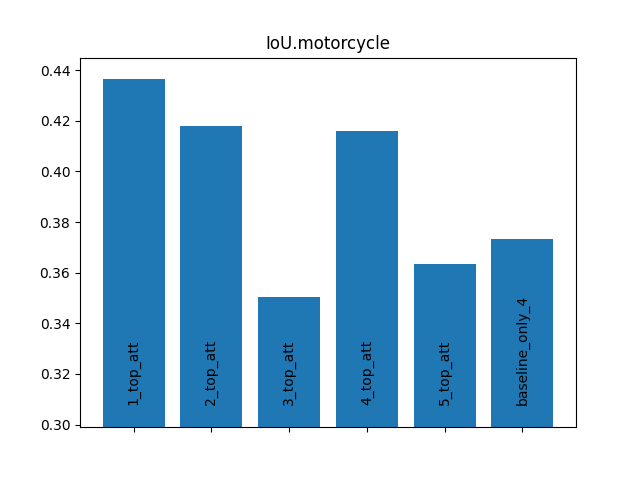 IoU.motorcycle
0.44
0.42
0.40
0.38
0.36
0.34
0.32
0.30
1_top_att
2_top_att
3_top_att
4_top_att
5_top_att
baseline_only_4